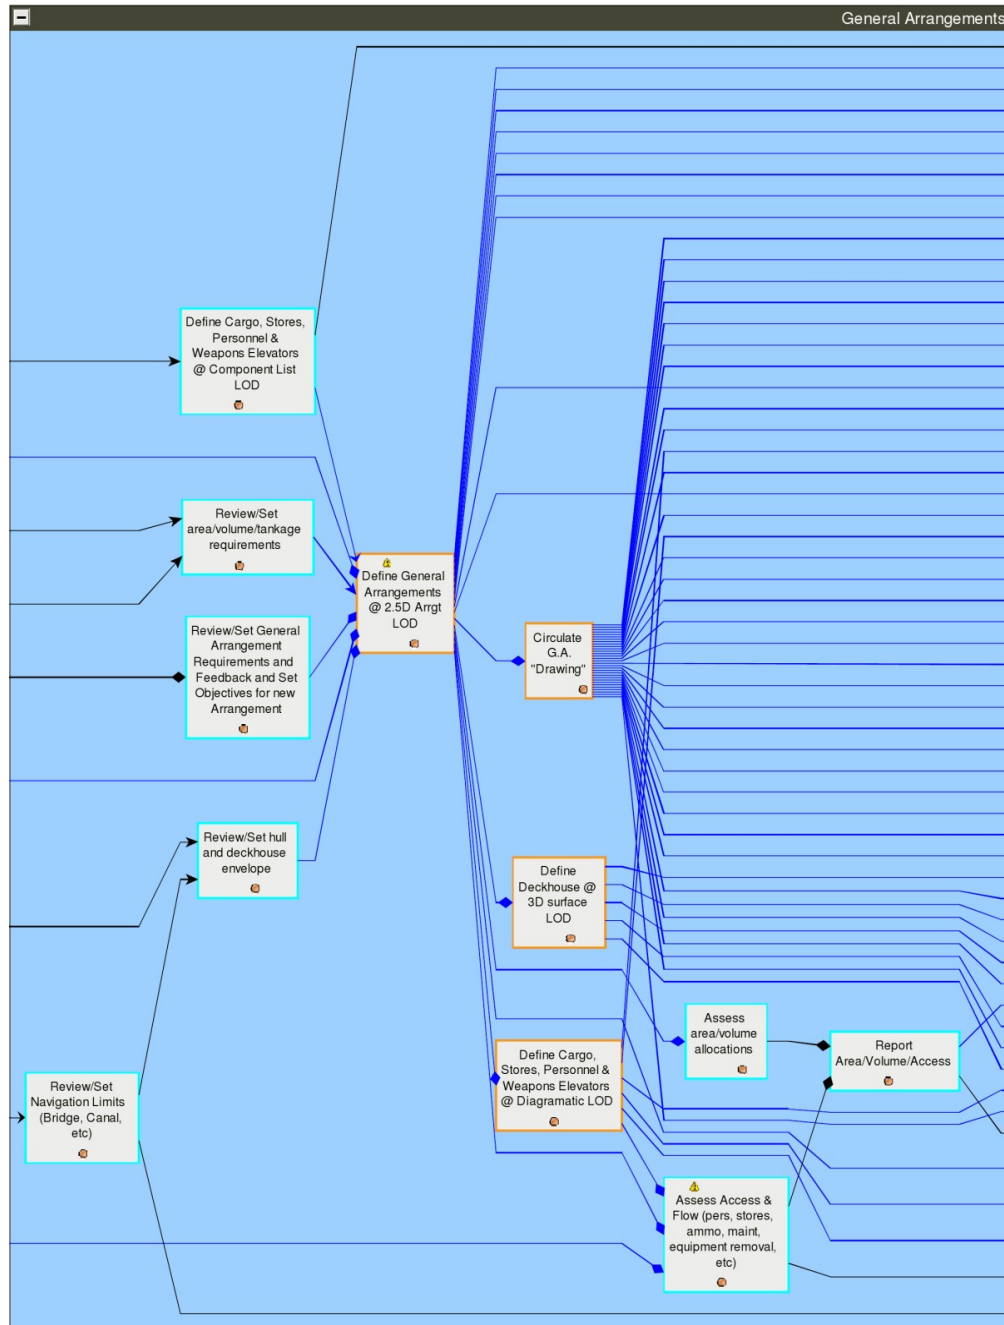 General Arrangements
Define Cargo, Stores,
Personnel &
Weapons Elevators
@ Component List
LOD
Review/Set
area/volume/tankage
requirements
Define General
Arrangements
@ 2.5D Arrgt
LOD
Review/Set General
Arrangement
Requirements and
Feedback and Set
Objectives for new
Arrangement
Circulate
G.A.
"Drawing"
Review/Set hull
and deckhouse
envelope
Define
Deckhouse @
3D surface
LOD
Assess
area/volume
allocations
Report
Area/Volume/Access
Define Cargo,
Stores, Personnel &
Weapons Elevators
@ Diagramatic LOD
Review/Set
Navigation Limits
(Bridge, Canal,
etc)
Assess Access &
Flow (pers, stores,
ammo, maint,
equipment removal,
etc)